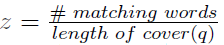 z = # matching words / length of cover(q)